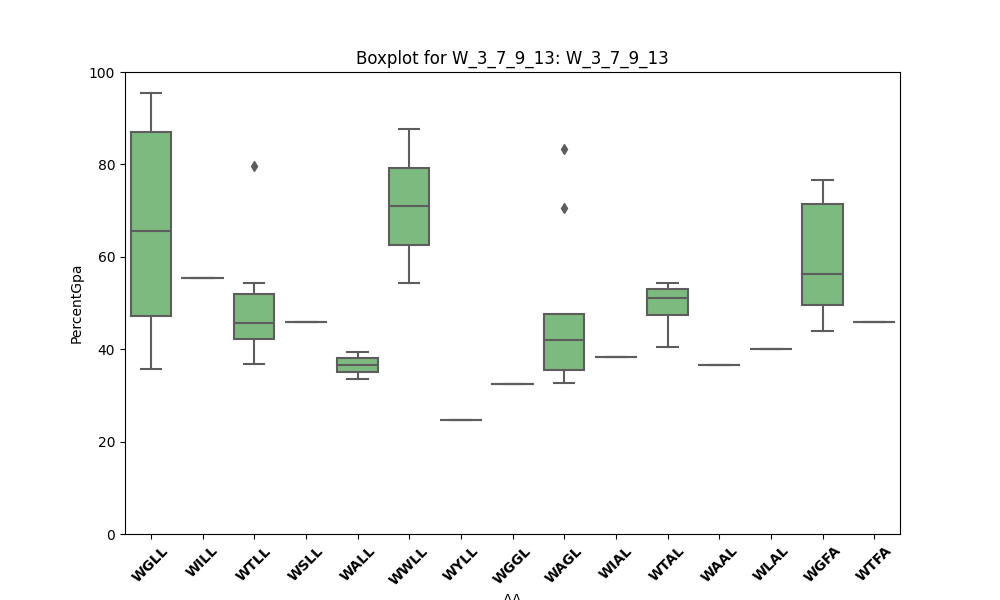 Boxplot for W_3_7_9_13: W_3_7_9_13
100
80
60
40
20
0
PercentGpa
WGLL
WILL
WTLL
WSLL
WALL
WWLL
WYLL
WGGL
WAGL
WIAL
WTAL
WAAL
WLAL
WGFA
WTFA
AA